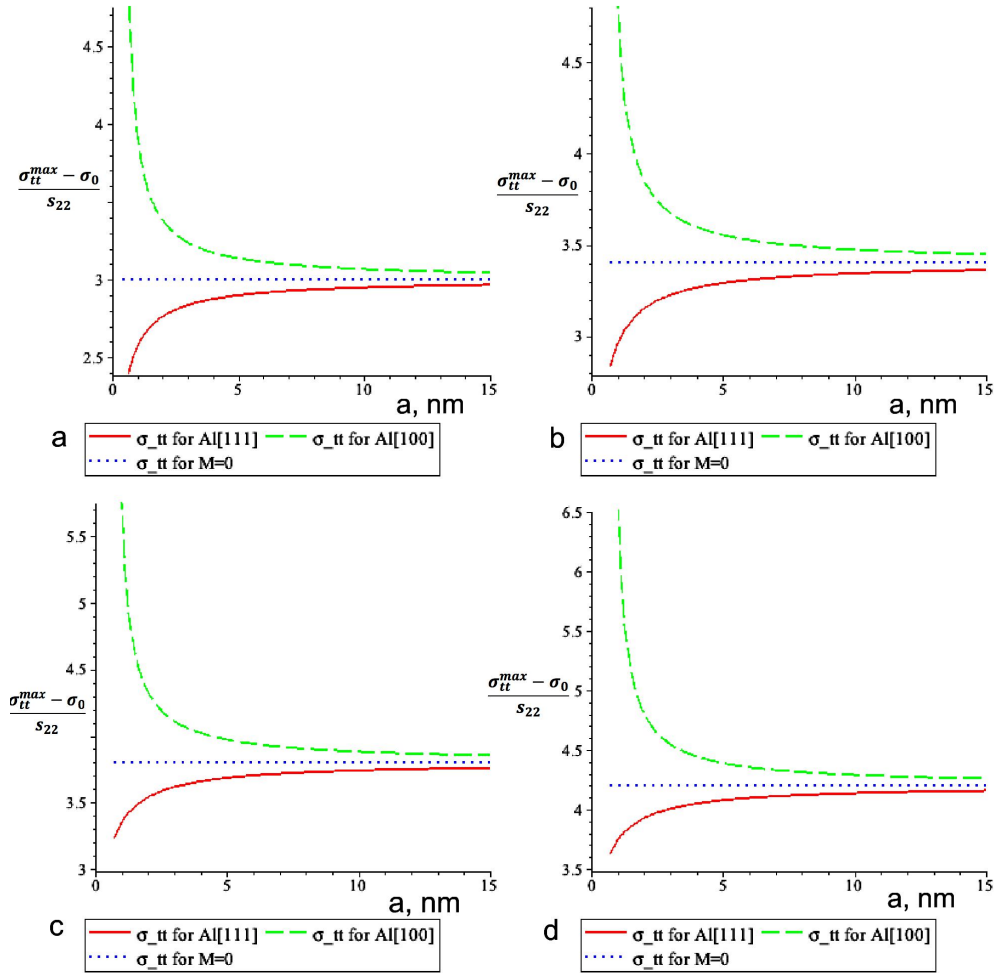 4.5
4
σ_tt^max − σ_0
s_22
3
2.5
0 5 10 15
a, nm
a
σ_tt for Al[111] σ_tt for Al[100]
σ_tt for M=0
4.5
4
σ_tt^max − σ_0
s_22
3.5
3
0 5 10 15
a, nm
b
σ_tt for Al[111] σ_tt for Al[100]
σ_tt for M=0
5.5
5
4.5
σ_tt^max − σ_0
s_22
3.5
3
0 5 10 15
a, nm
c
σ_tt for Al[111] σ_tt for Al[100]
σ_tt for M=0
6.5
6
5.5
σ_tt^max − σ_0
s_22
4.5
4
3.5
0 5 10 15
a, nm
d
σ_tt for Al[111] σ_tt for Al[100]
σ_tt for M=0